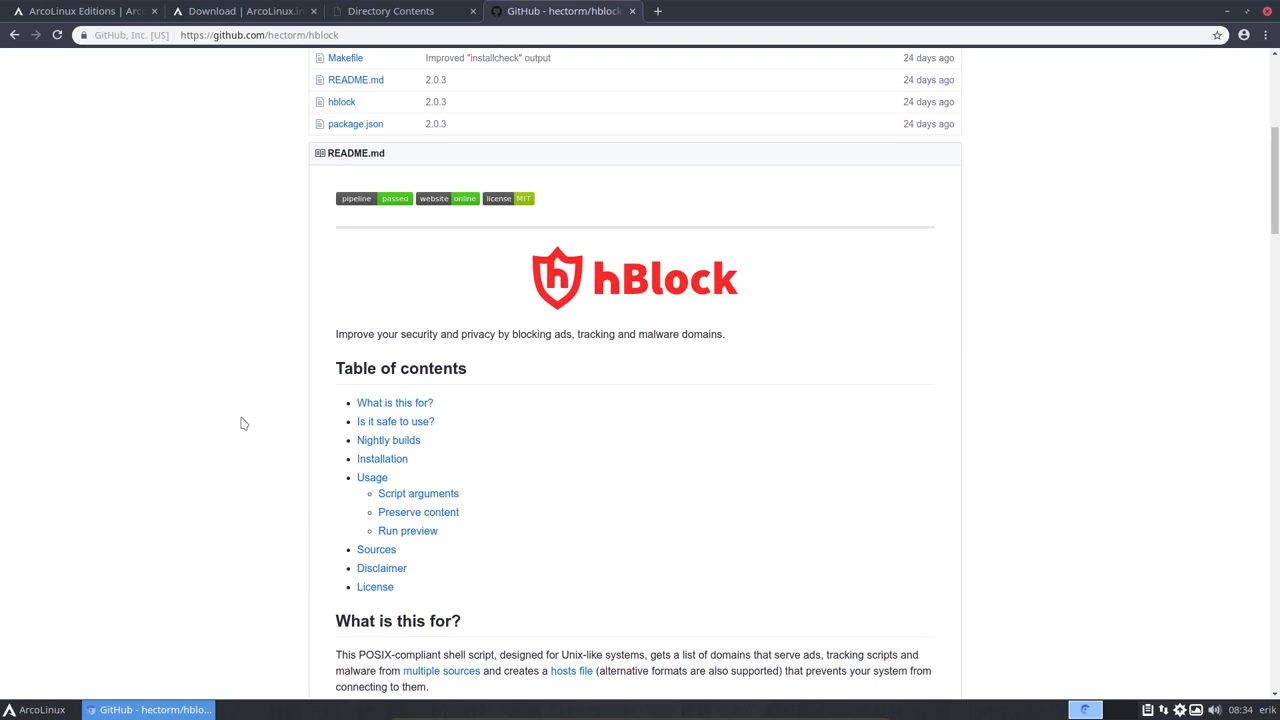 ArcoLinux Editions | Arc
Download | ArcoLinux.in
Directory Contents
GitHub - hectorm/hblock
GitHub, Inc. [US]
https://github.com/hectorm/hblock
Makefile Improved "installcheck" output 24 days ago
README.md 2.0.3 24 days ago
hblock 2.0.3 24 days ago
package.json 2.0.3 24 days ago
README.md
pipeline passed website online license MIT
hBlock
Improve your security and privacy by blocking ads, tracking and malware domains.
Table of contents
What is this for?
Is it safe to use?
Nightly builds
Installation
Usage
Script arguments
Preserve content
Run preview
Sources
Disclaimer
License
What is this for?
This POSIX-compliant shell script, designed for Unix-like systems, gets a list of domains that serve ads, tracking scripts and
malware from multiple sources and creates a hosts file (alternative formats are also supported) that prevents your system from
connecting to them.
ArcoLinux
GitHub - hectorm/hblo...
08:34 erik